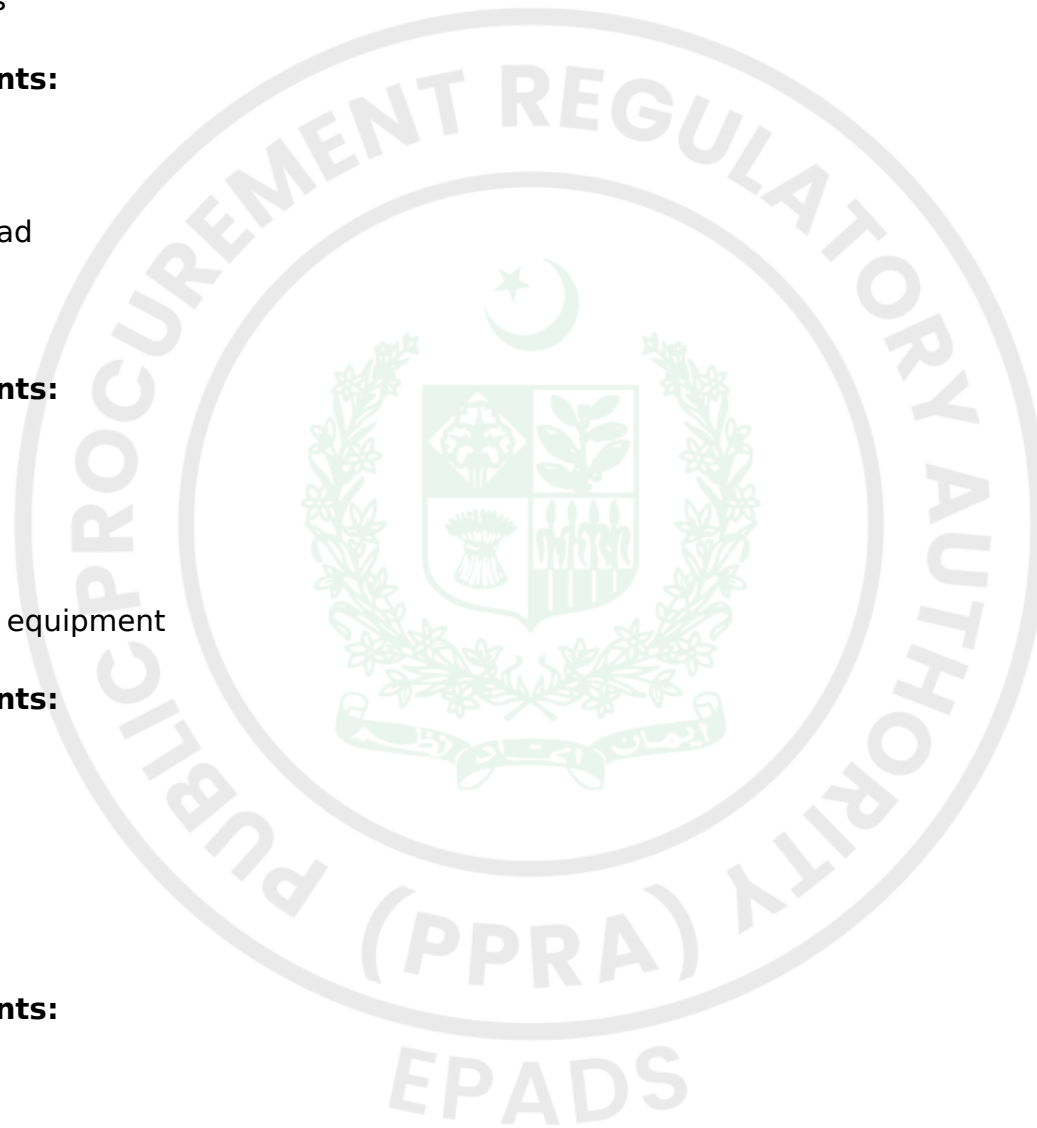 s
nts:
ad
nts:
equipment
nts:
nts:
PUBLIC PROCUREMENT REGULATORY AUTHORITY
(PPRA)
EPADS